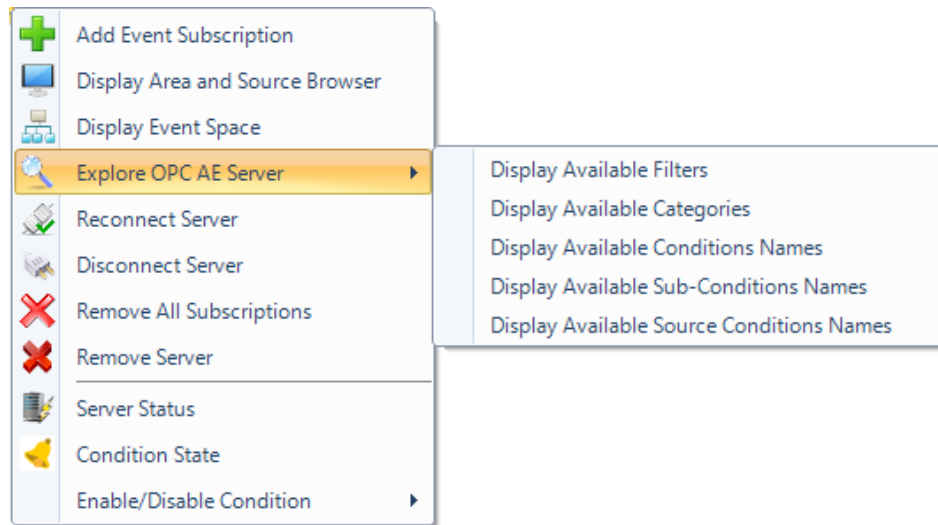 Add Event Subscription
Display Area and Source Browser
Display Event Space
Explore OPC AE Server
Reconnect Server
Disconnect Server
Remove All Subscriptions
Remove Server
Server Status
Condition State
Enable/Disable Condition
Display Available Filters
Display Available Categories
Display Available Conditions Names
Display Available Sub-Conditions Names
Display Available Source Conditions Names